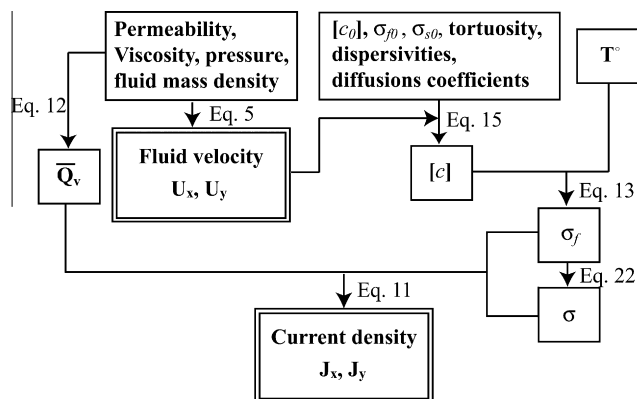 Permeability,
Viscosity, pressure,
fluid mass density
[c₀], σf0 , σs0, tortuosity,
dispersivities,
diffusions coefficients
T°
Eq. 12
Eq. 5
Eq. 15
Q̅v
Fluid velocity
Ux, Uy
[c]
Eq. 13
σf
Eq. 22
σ
Eq. 11
Current density
Jx, Jy